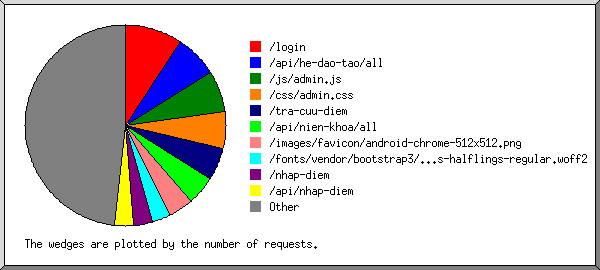 /login
/api/he-dao-tao/all
/js/admin.js
/css/admin.css
/tra-cuu-diem
/api/nien-khoa/all
/images/favicon/android-chrome-512x512.png
/fonts/vendor/bootstrap3/...s-halflings-regular.woff2
/nhap-diem
/api/nhap-diem
Other
The wedges are plotted by the number of requests.